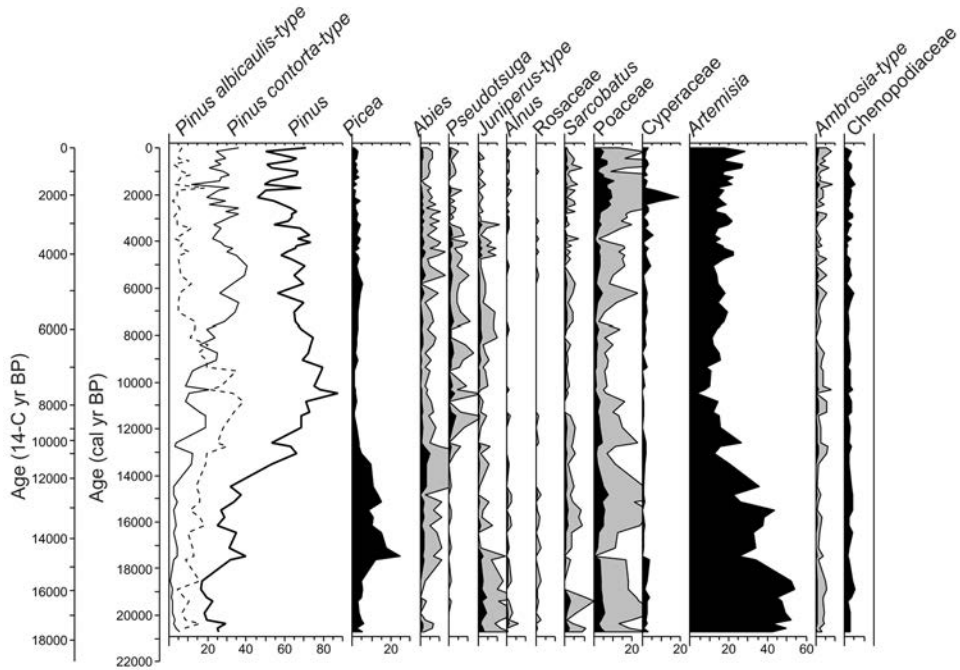 Pinus albicaulis-type
Pinus contorta-type
Pinus
Picea
Abies
Pseudotsuga
Juniperus-type
Alnus
Rosaceae
Sarcobatus
Poaceae
Cyperaceae
Artemisia
Ambrosia-type
Chenopodiaceae
Age (14-C yr BP)
0
2000
4000
6000
8000
10000
12000
14000
16000
18000
Age (cal yr BP)
0
2000
4000
6000
8000
10000
12000
14000
16000
18000
20000
22000
20 40 60 80 20 20 20 20 40 60